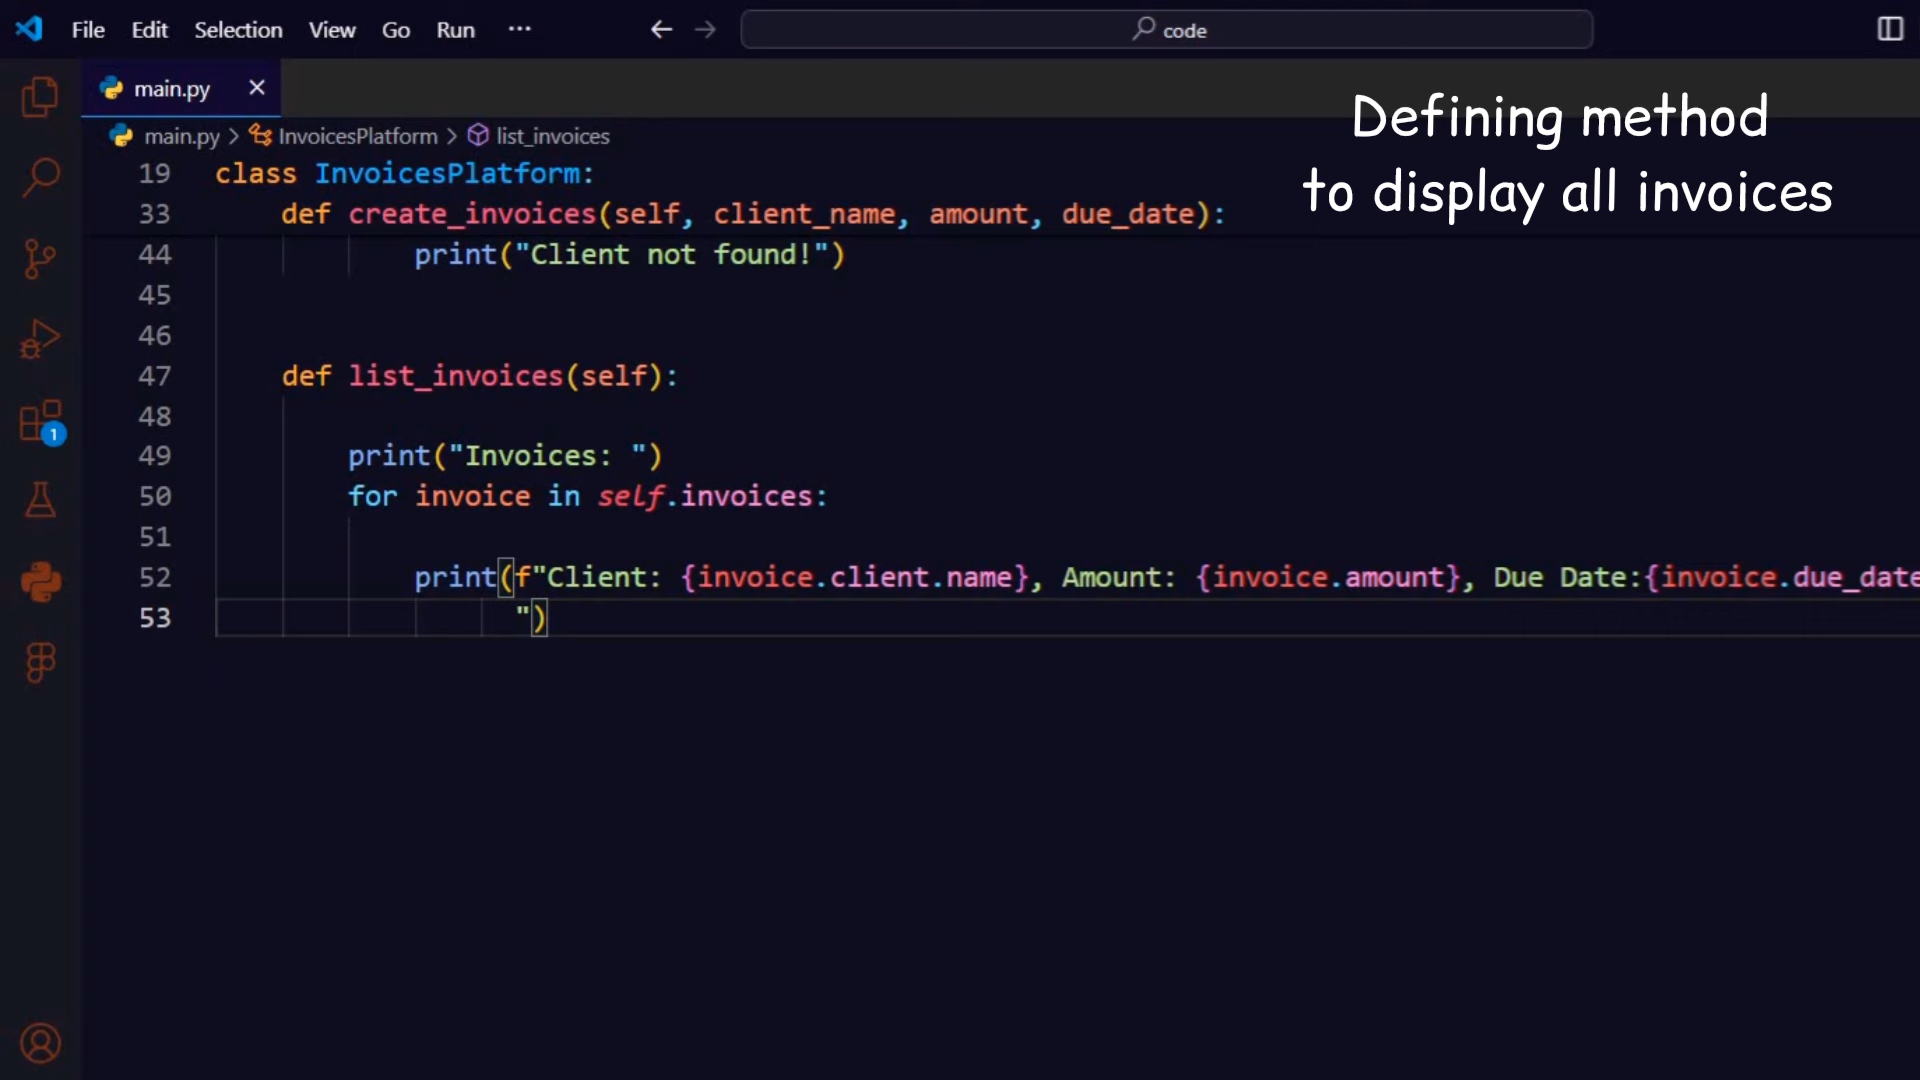 File Edit Selection View Go Run ···
code
main.py
main.py > InvoicesPlatform > list_invoices
Defining method
to display all invoices
19 class InvoicesPlatform:
33 def create_invoices(self, client_name, amount, due_date):
44 print("Client not found!")
45
46
47 def list_invoices(self):
48
49 print("Invoices: ")
50 for invoice in self.invoices:
51
52 print(f"Client: {invoice.client.name}, Amount: {invoice.amount}, Due Date:{invoice.due_date
53 ")
1